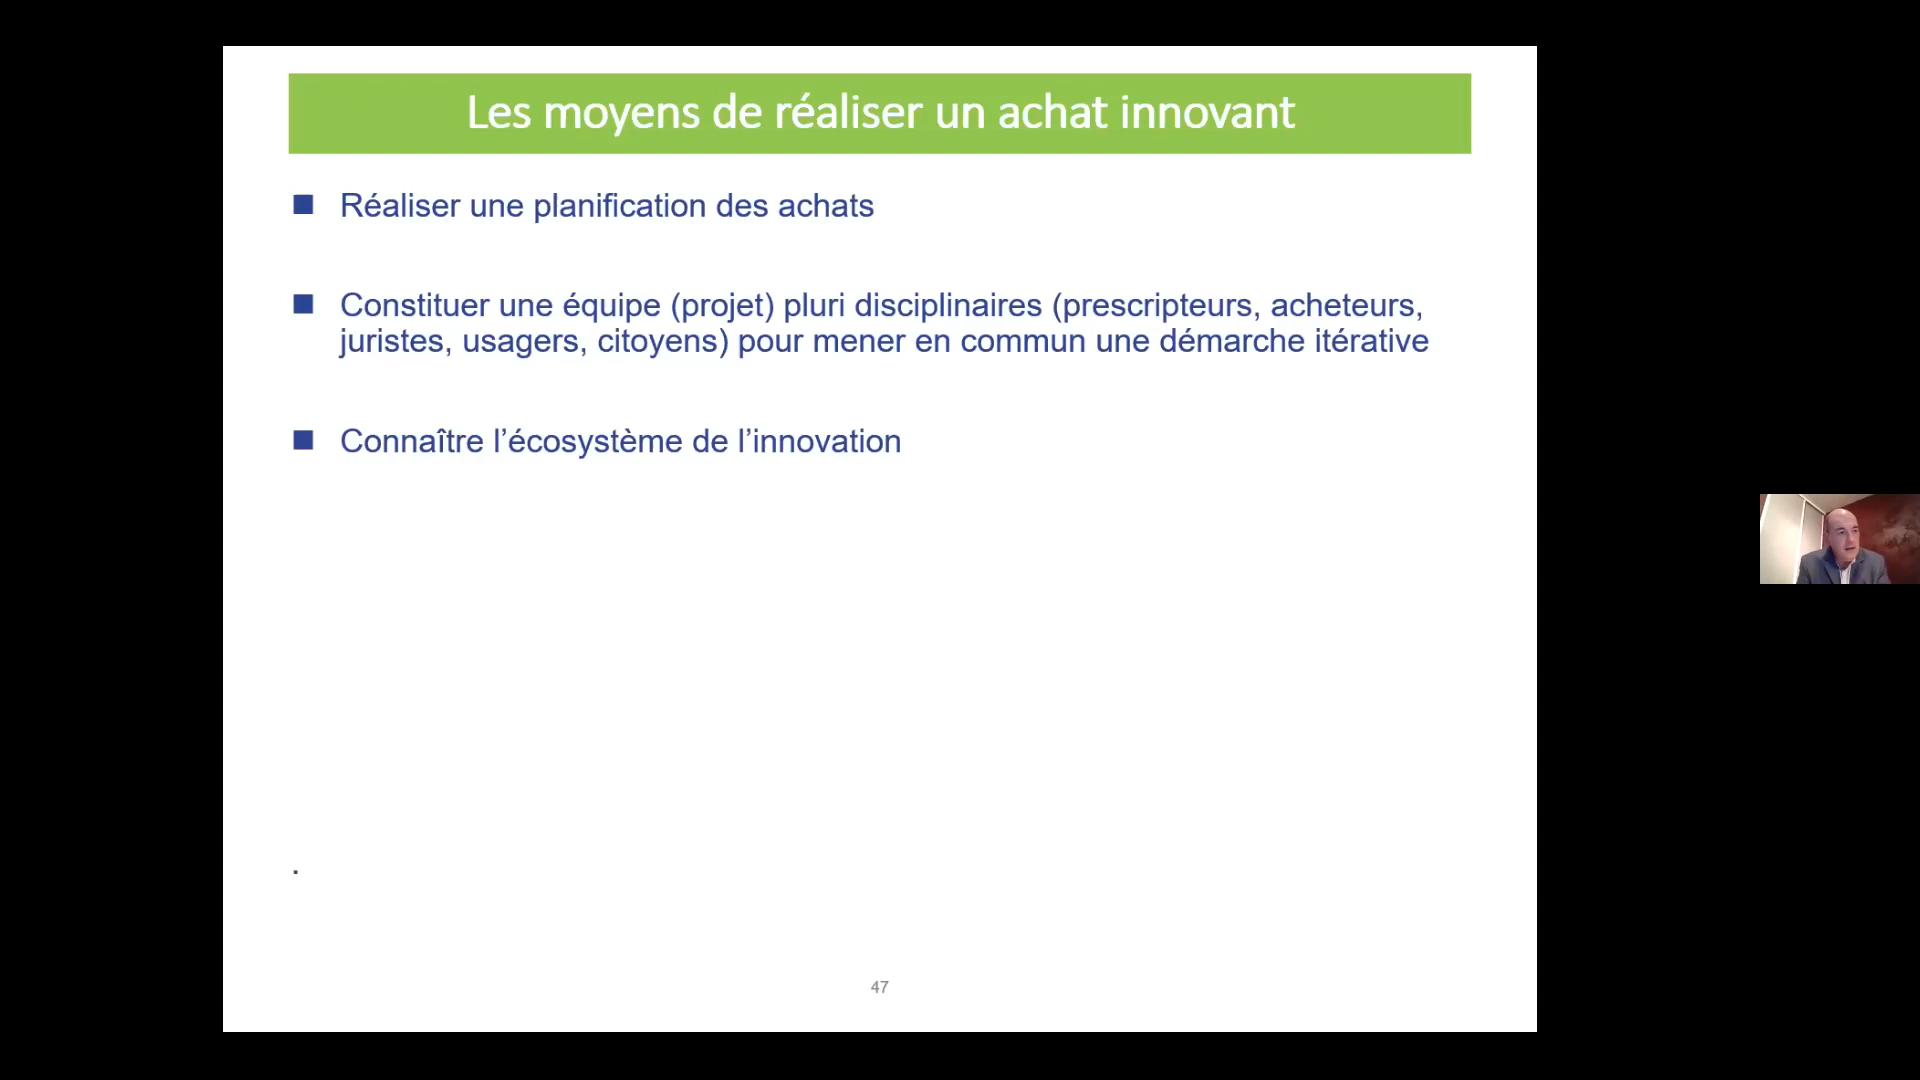 Les moyens de réaliser un achat innovant
Réaliser une planification des achats
Constituer une équipe (projet) pluri disciplinaires (prescripteurs, acheteurs,
juristes, usagers, citoyens) pour mener en commun une démarche itérative
Connaître l’écosystème de l’innovation
.
47